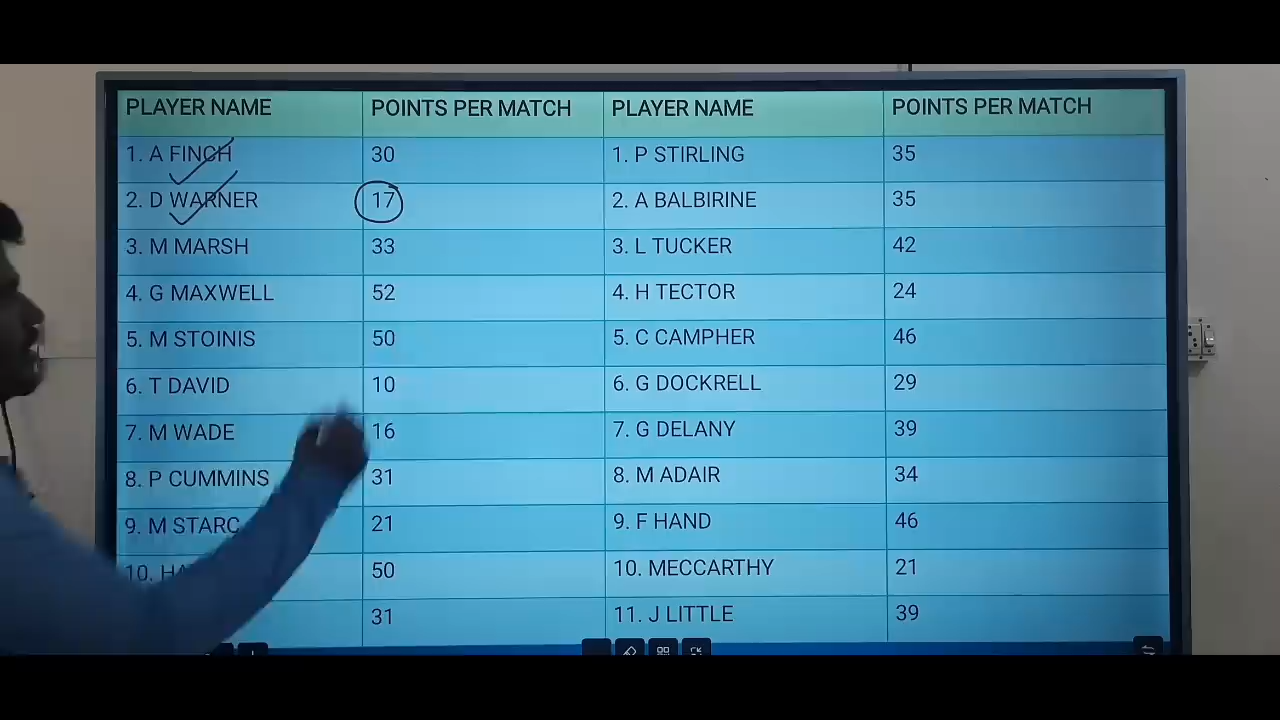 PLAYER NAME POINTS PER MATCH PLAYER NAME POINTS PER MATCH
1. A FINCH 30 1. P STIRLING 35
2. D WARNER 17 2. A BALBIRINE 35
3. M MARSH 33 3. L TUCKER 42
4. G MAXWELL 52 4. H TECTOR 24
5. M STOINIS 50 5. C CAMPHER 46
6. T DAVID 10 6. G DOCKRELL 29
7. M WADE 16 7. G DELANY 39
8. P CUMMINS 31 8. M ADAIR 34
9. M STARC 21 9. F HAND 46
10. 50 10. MECCARTHY 21
31 11. J LITTLE 39